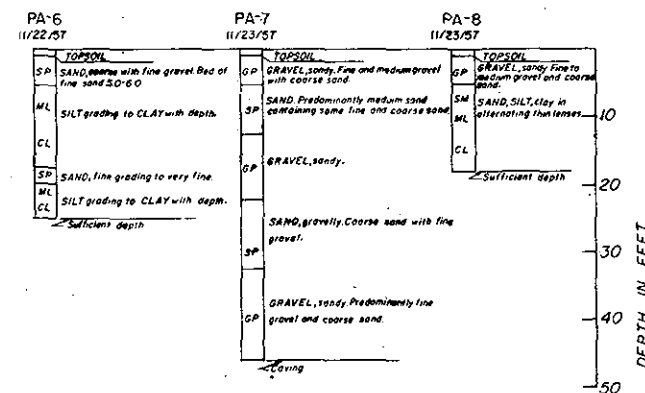 PA-6
11/22/57
TOPSOIL
SP SAND, coarse with fine gravel. Bed of
fine sand 5.0-6.0
ML
SILT grading to CLAY with depth.
CL
SP SAND, fine grading to very fine.
ML
SILT grading to CLAY with depth.
CL
Sufficient depth
PA-7
11/23/57
TOPSOIL
GP GRAVEL, sandy. Fine and medium gravel
with coarse sand.
SAND. Predominantly medium sand
SP containing some fine and coarse sand
GP GRAVEL, sandy.
SAND, gravelly. Coarse sand with fine
gravel.
SP
GRAVEL, sandy. Predominantly fine
GP gravel and coarse sand.
Caving
PA-8
11/23/57
TOPSOIL
GP GRAVEL, sandy Fine to
medium gravel and coarse
sand.
SM SAND, SILT, clay in
ML alternating thin lenses.
CL
Sufficient depth
10
20
30
40
50
DEPTH IN FEET